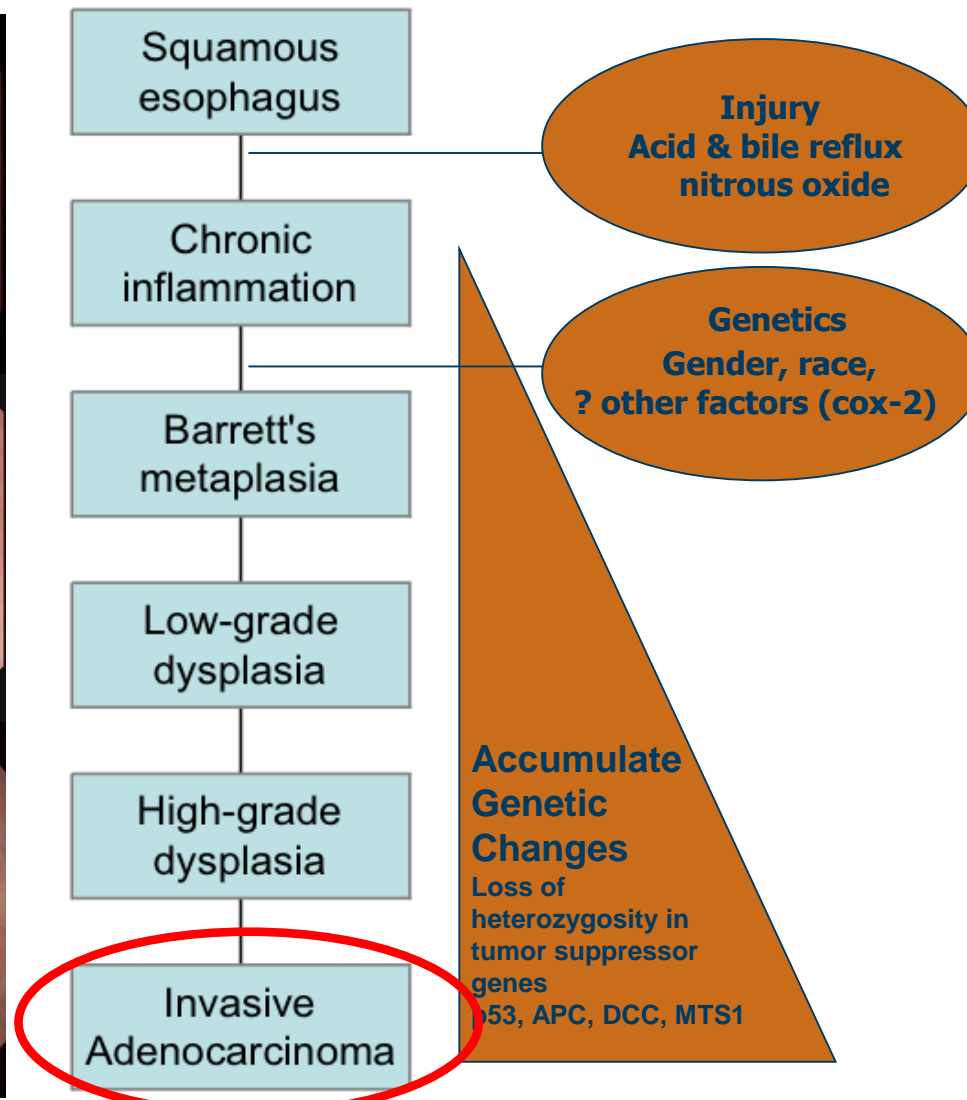 Squamous
esophagus
Injury
Acid & bile reflux
nitrous oxide
Chronic
inflammation
Genetics
Gender, race,
? other factors (cox-2)
Barrett's
metaplasia
Low-grade
dysplasia
High-grade
dysplasia
Accumulate
Genetic
Changes
Loss of
heterozygosity in
tumor suppressor
genes
p53, APC, DCC, MTS1
Invasive
Adenocarcinoma